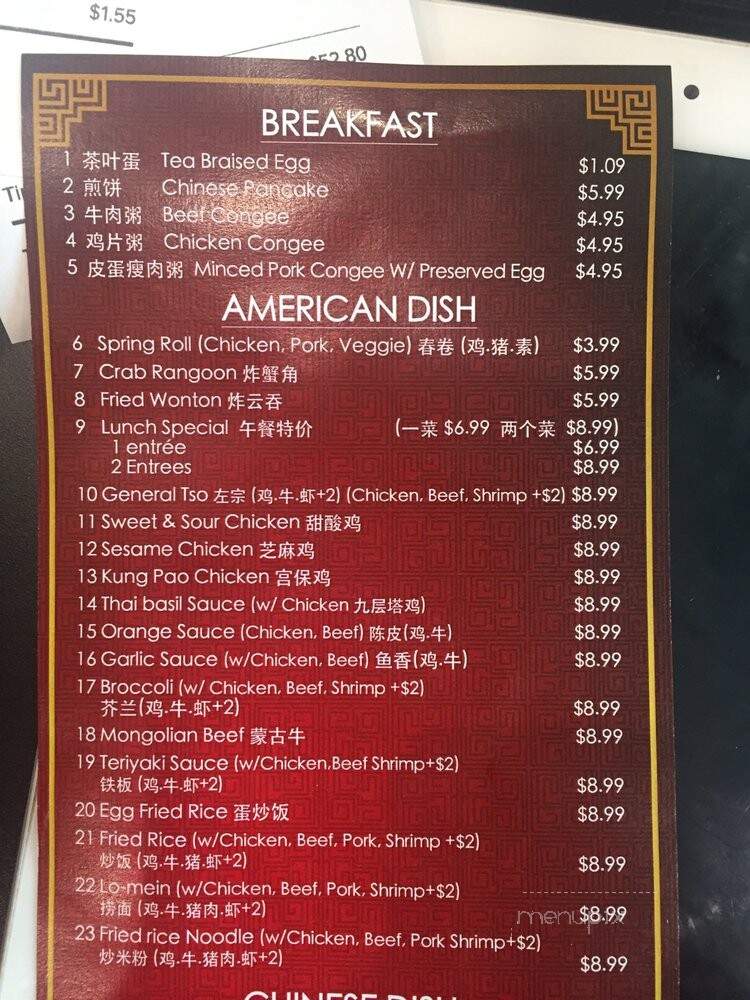 $1.55
BREAKFAST
1 茶叶蛋 Tea Braised Egg $1.09
2 煎饼 Chinese Pancake $5.99
3 牛肉粥 Beef Congee $4.95
4 鸡片粥 Chicken Congee $4.95
5 皮蛋瘦肉粥 Minced Pork Congee W/ Preserved Egg $4.95
AMERICAN DISH
6 Spring Roll (Chicken, Pork, Veggie) 春卷 (鸡.猪.素) $3.99
7 Crab Rangoon 炸蟹角 $5.99
8 Fried Wonton 炸云吞 $5.99
9 Lunch Special 午餐特价 (一菜 $6.99 两个菜 $8.99)
1 entrée $6.99
2 Entrees $8.99
10 General Tso 左宗 (鸡.牛.虾+2) (Chicken, Beef, Shrimp +$2) $8.99
11 Sweet & Sour Chicken 甜酸鸡 $8.99
12 Sesame Chicken 芝麻鸡 $8.99
13 Kung Pao Chicken 宫保鸡 $8.99
14 Thai basil Sauce (w/ Chicken 九层塔鸡) $8.99
15 Orange Sauce (Chicken, Beef) 陈皮(鸡.牛) $8.99
16 Garlic Sauce (w/Chicken, Beef) 鱼香(鸡.牛) $8.99
17 Broccoli (w/ Chicken, Beef, Shrimp +$2)
芥兰(鸡.牛.虾+2) $8.99
18 Mongolian Beef 蒙古牛 $8.99
19 Teriyaki Sauce (w/Chicken,Beef Shrimp+$2)
铁板 (鸡.牛.虾+2) $8.99
20 Egg Fried Rice 蛋炒饭 $8.99
21 Fried Rice (w/Chicken, Beef, Pork, Shrimp +$2)
炒饭 (鸡.牛.猪.虾+2) $8.99
22 Lo-mein (w/Chicken, Beef, Pork, Shrimp+$2)
捞面 (鸡.牛.猪肉.虾+2) $8.99
menupix
23 Fried rice Noodle (w/Chicken, Beef, Pork Shrimp+$2)
炒米粉 (鸡.牛.猪肉.虾+2) $8.99
CHINESE DISH